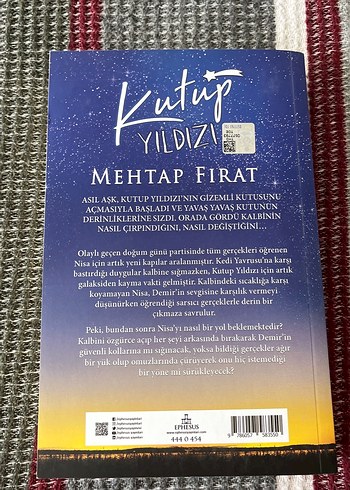 Kutup
YILDIZI
MEHTAP FIRAT
ASIL AŞK, KUTUP YILDIZI'NIN GİZEMLİ KUTUSUNU
AÇMASIYLA BAŞLADI VE YAVAŞ YAVAŞ KUTUNUN
DERİNLİKLERİNE SIZDI. ORADA GÖRDÜ KALBİNİN
NASIL ÇIRPINDIĞINI, NASIL DEĞİŞTİĞİNİ…
Olaylı geçen doğum günü partisinde tüm gerçekleri öğrenen
Nisa için artık yeni kapılar aralanmıştır. Kedi Yavrusu'na karşı
bastırdığı duygular kalbine sığmazken, Kutup Yıldızı için artık
galaksiden kayma vakti gelmiştir. Kalbindeki sıcaklığa karşı
koyamayan Nisa, Demir'in sevgisine karşılık vermeyi
düşünürken öğrendiği sarsıcı gerçeklerle derin bir
çıkmaza savrulur.
Peki, bundan sonra Nisa'yı nasıl bir yol beklemektedir?
Kalbini özgürce açıp her şeyi arkasında bırakarak Demir'in
güvenli kollarına mı sığınacak, yoksa bildiği gerçekler ağır
bir yük olup omuzlarında çürüyerek onu hiç istemediği
bir yöne mi sürükleyecek?
EPHESUS
444 0 454
9 786057 583550